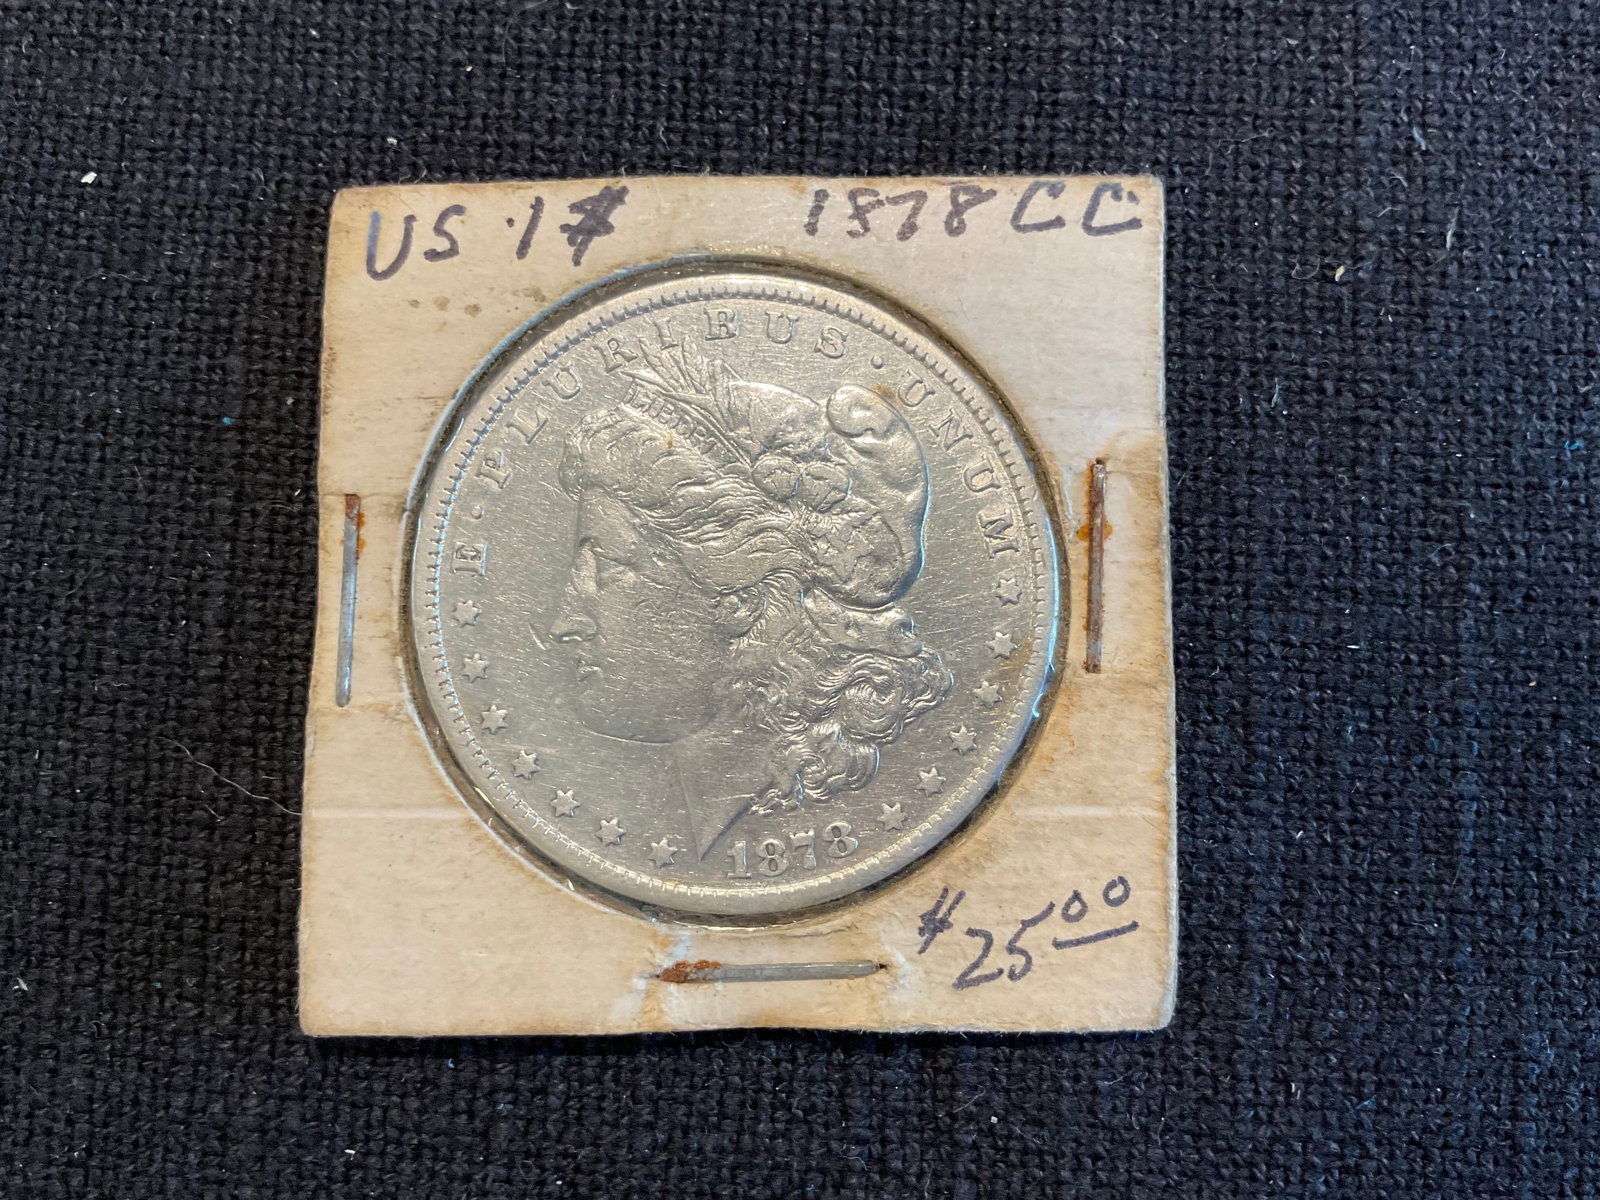 US 1$ 1878 CC
E·PLURIBUS·UNUM
LIBERTY
1878
$25.00